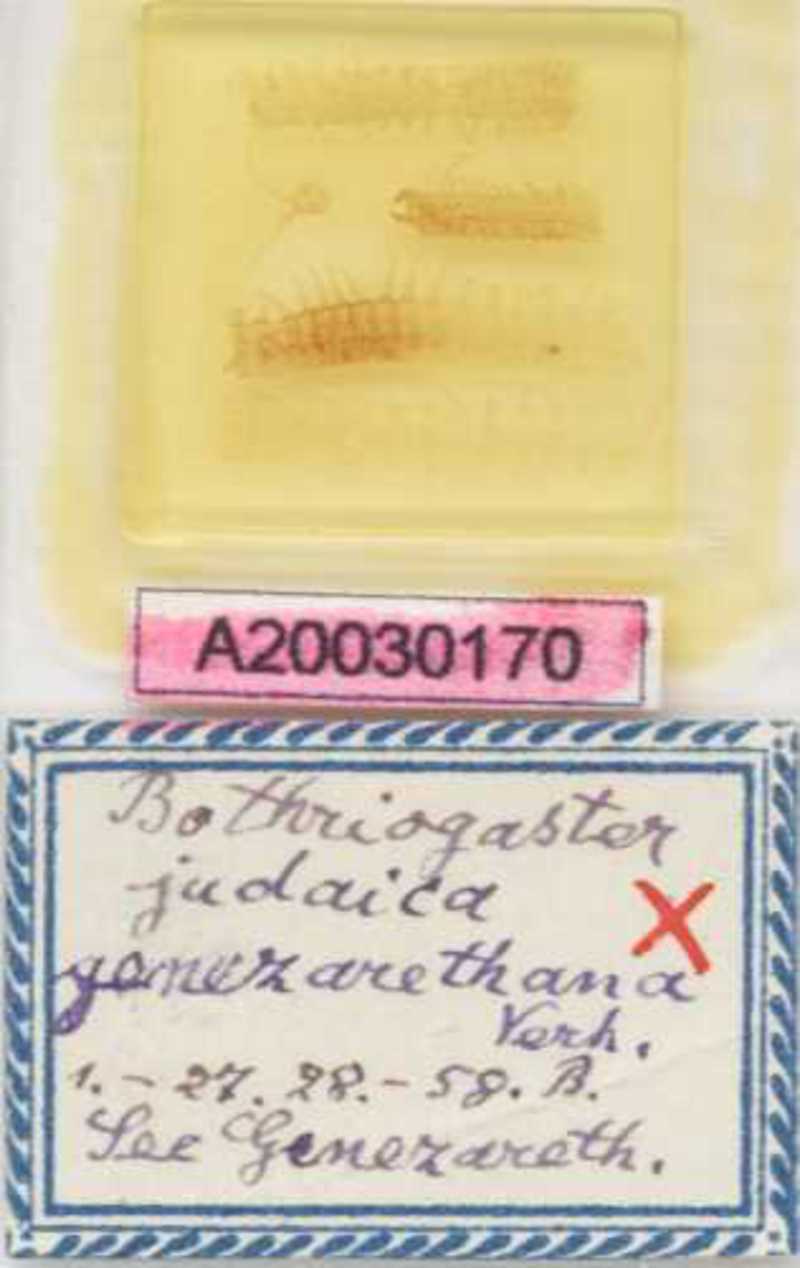 A20030170
Bothriogaster
judaica
genezarethana
Verh.
1.-27. 28.-58. B.
See Genezareth.
X